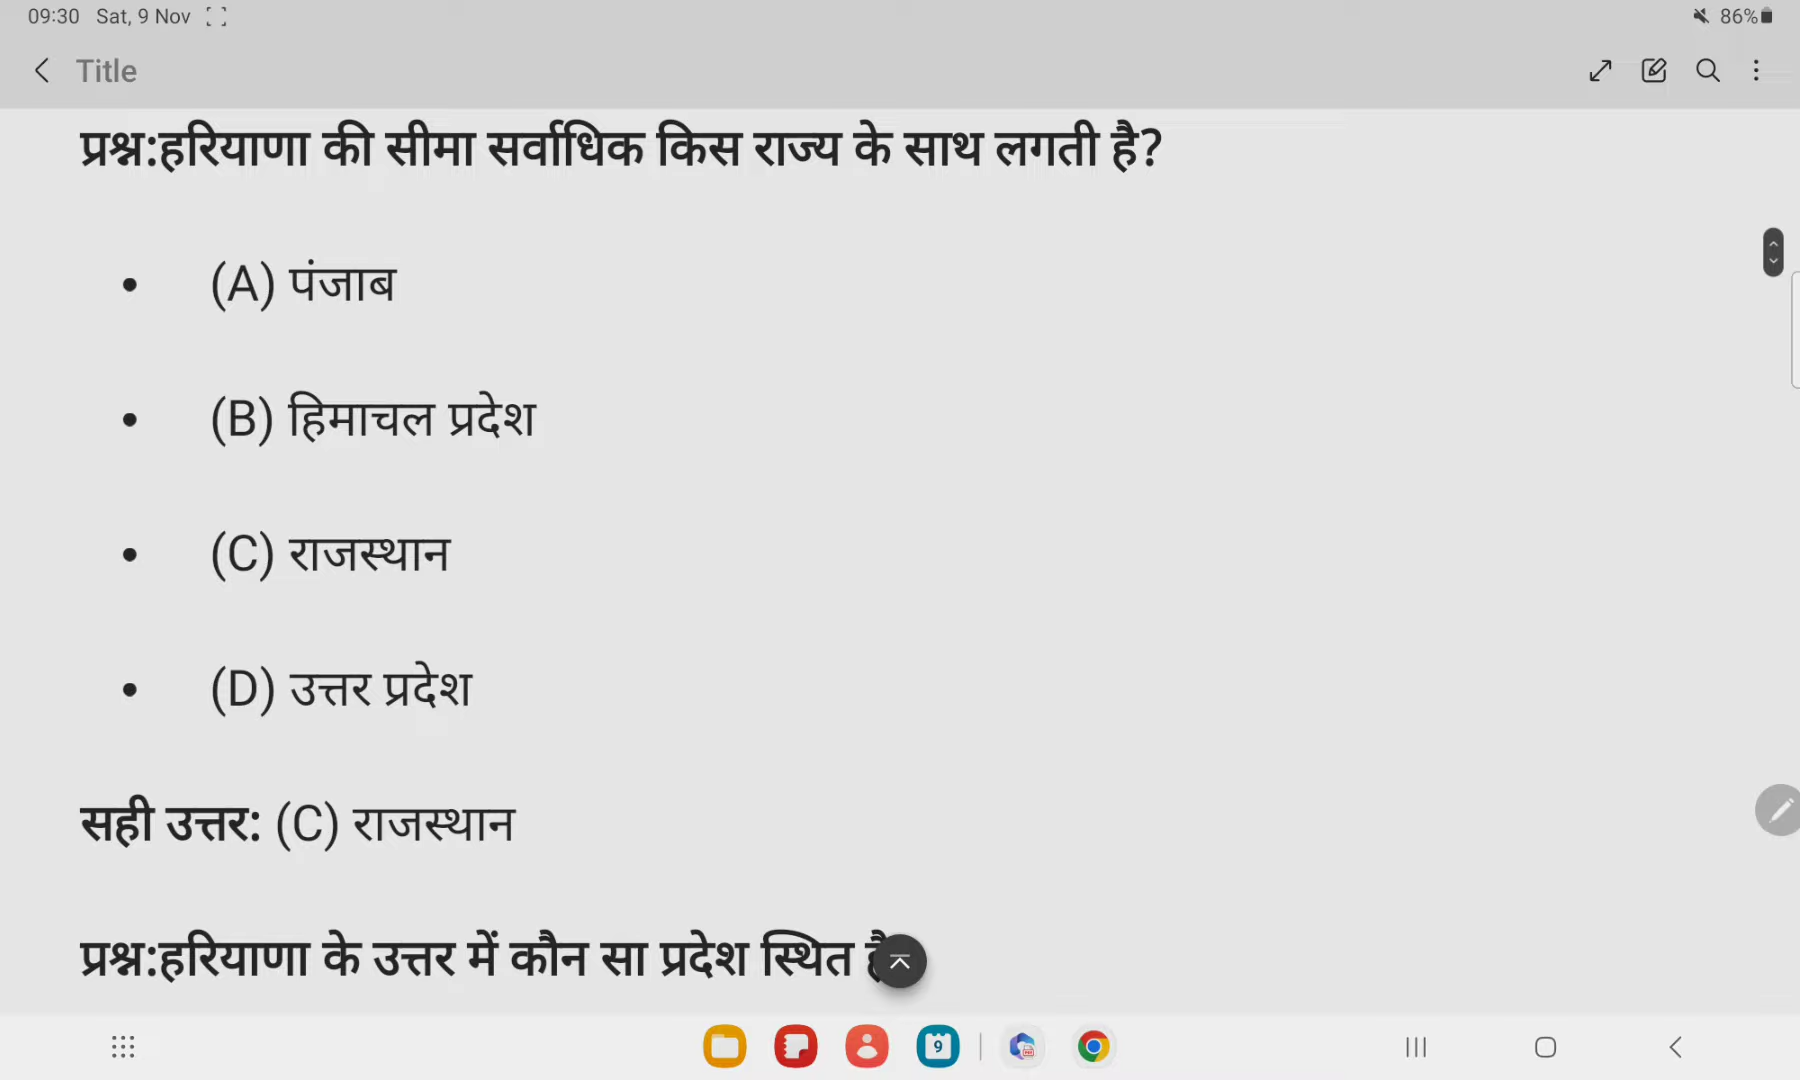 09:30 Sat, 9 Nov
86%
Title
प्रश्न:हरियाणा की सीमा सर्वाधिक किस राज्य के साथ लगती है?
• (A) पंजाब
• (B) हिमाचल प्रदेश
• (C) राजस्थान
• (D) उत्तर प्रदेश
सही उत्तर: (C) राजस्थान
प्रश्न:हरियाणा के उत्तर में कौन सा प्रदेश स्थित
9